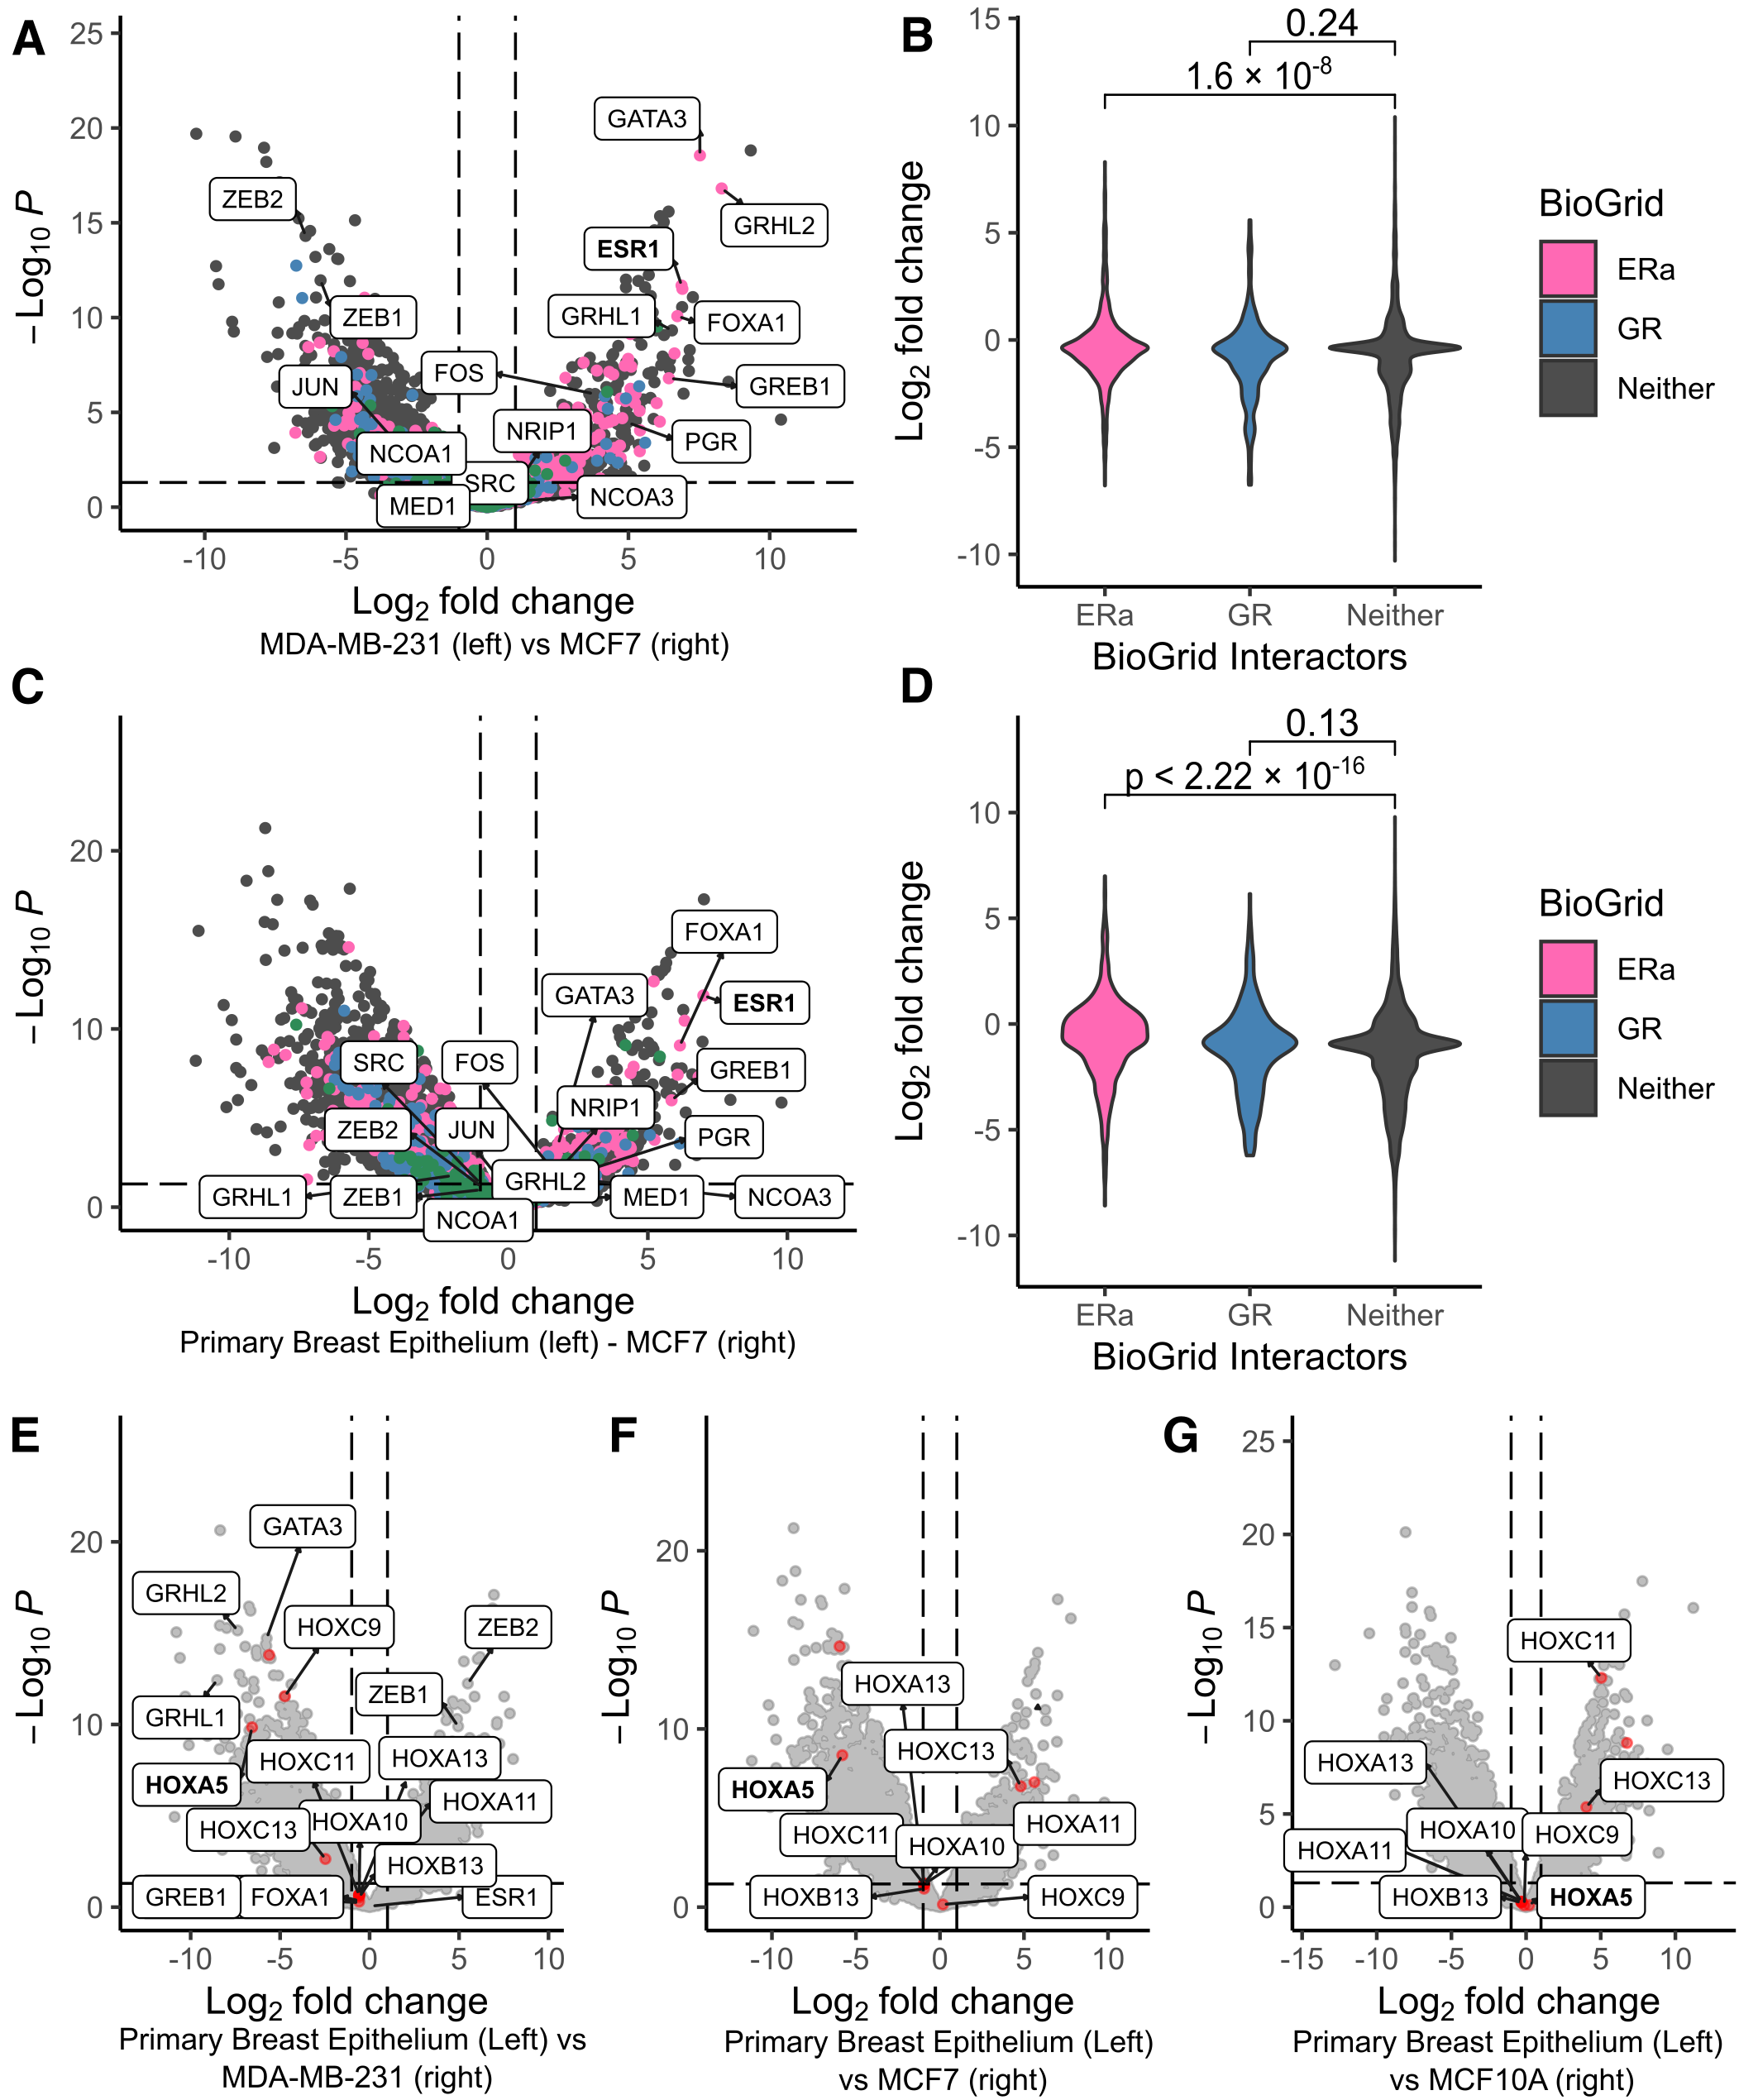 A
25
20
15
10
5
0
−Log10 P
GATA3
ZEB2
GRHL2
ESR1
ZEB1
GRHL1
FOXA1
FOS
JUN
GREB1
NRIP1
PGR
NCOA1
SRC
NCOA3
MED1
-10 -5 0 5 10
Log2 fold change
MDA-MB-231 (left) vs MCF7 (right)
B
15
10
5
0
-5
-10
Log2 fold change
0.24
1.6 × 10-8
ERa GR Neither
BioGrid Interactors
BioGrid
ERa
GR
Neither
C
20
10
0
−Log10 P
FOXA1
GATA3
ESR1
SRC
FOS
GREB1
NRIP1
ZEB2
JUN
PGR
GRHL2
GRHL1
ZEB1
MED1
NCOA3
NCOA1
-10 -5 0 5 10
Log2 fold change
Primary Breast Epithelium (left) - MCF7 (right)
D
10
5
0
-5
-10
Log2 fold change
0.13
p < 2.22 × 10-16
ERa GR Neither
BioGrid Interactors
BioGrid
ERa
GR
Neither
E
20
10
0
−Log10 P
GATA3
GRHL2
HOXC9
ZEB2
ZEB1
GRHL1
HOXC11
HOXA13
HOXA5
HOXA11
HOXA10
HOXC13
HOXB13
GREB1
FOXA1
ESR1
-10 -5 0 5 10
Log2 fold change
Primary Breast Epithelium (Left) vs
MDA-MB-231 (right)
F
20
10
0
−Log10 P
HOXA13
HOXC13
HOXA5
HOXA11
HOXC11
HOXA10
HOXB13
HOXC9
-10 -5 0 5 10
Log2 fold change
Primary Breast Epithelium (Left)
vs MCF7 (right)
G
25
20
15
10
5
0
−Log10 P
HOXC11
HOXA13
HOXC13
HOXA10
HOXC9
HOXA11
HOXB13
HOXA5
-15 -10 -5 0 5 10
Log2 fold change
Primary Breast Epithelium (Left)
vs MCF10A (right)